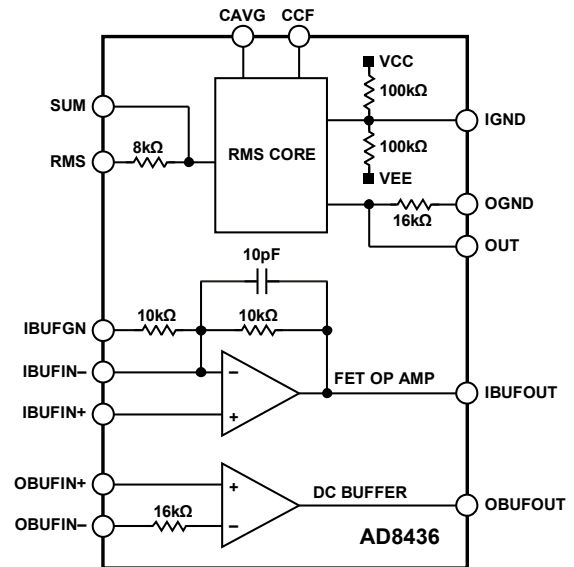 CAVG CCF
SUM
RMS
8kΩ
RMS CORE
VCC
100kΩ
IGND
100kΩ
VEE
OGND
16kΩ
OUT
10pF
IBUFGN
10kΩ
10kΩ
IBUFIN–
–
FET OP AMP
IBUFOUT
IBUFIN+
+
OBUFIN+
+
DC BUFFER
OBUFOUT
OBUFIN–
16kΩ
–
AD8436